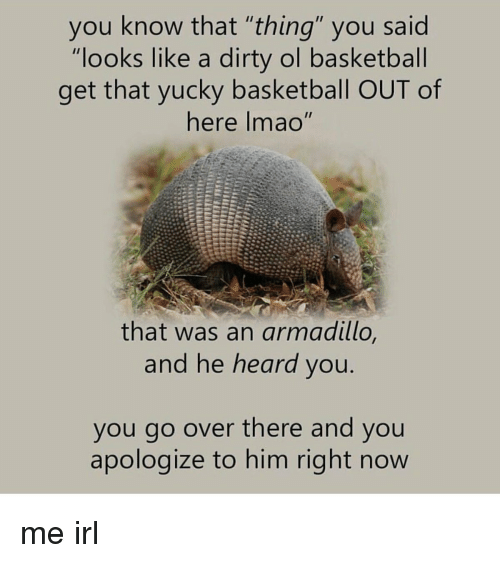 you know that "thing" you said
"looks like a dirty ol basketball
get that yucky basketball OUT of
here lmao"
that was an armadillo,
and he heard you.
you go over there and you
apologize to him right now
me irl